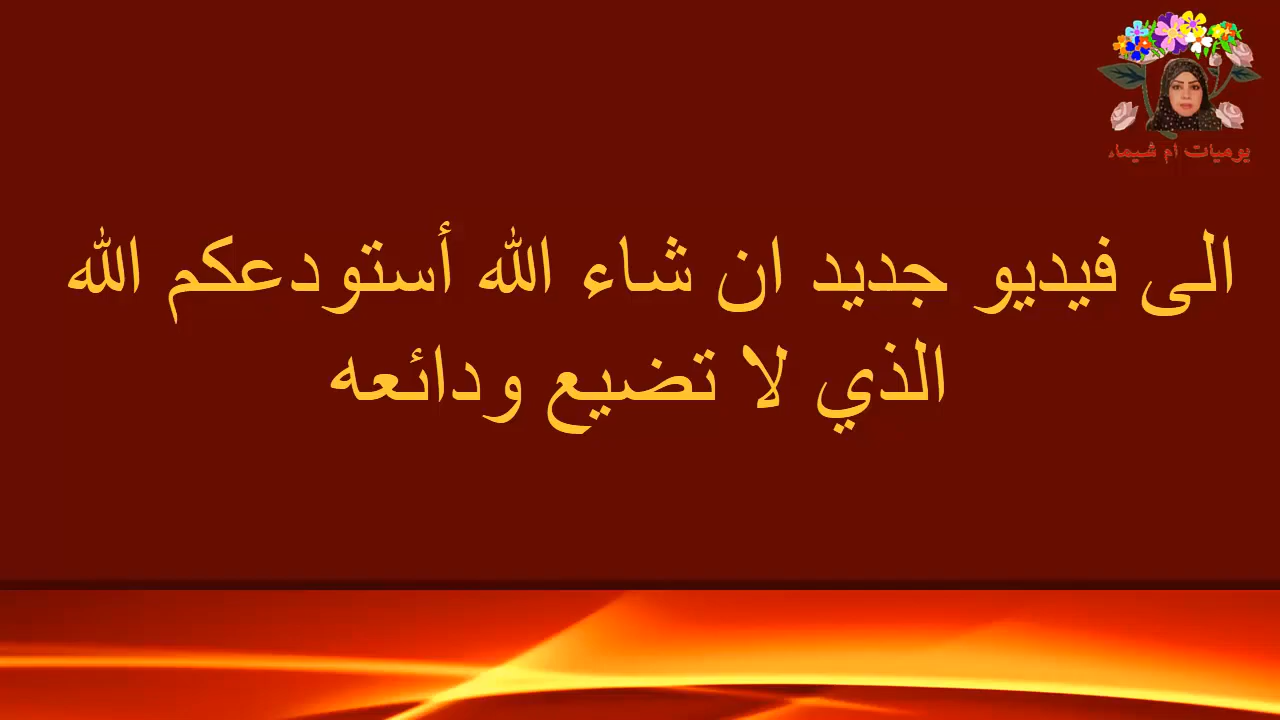 يوميات ام شيماء
الى فيديو جديد ان شاء الله أستودعكم الله
الذي لا تضيع ودائعه